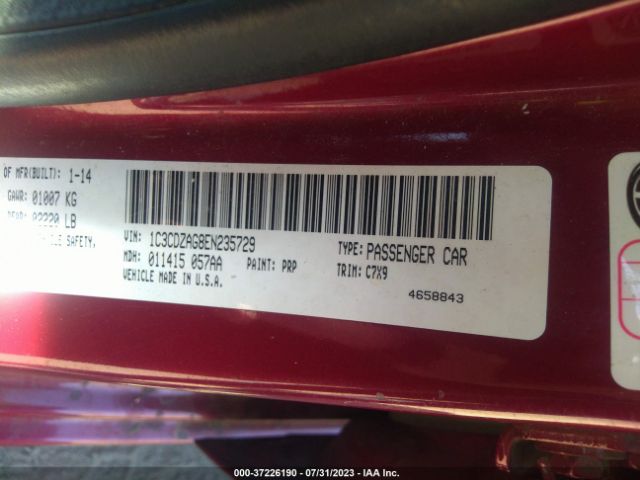 OF MFR(BUILT): 1-14
GAWR: 01007 KG
02220 LB
SAFETY,
VIN: 1C3CDZAG8EN235729
MDH: 011415 057AA PAINT: PRP
VEHICLE MADE IN U.S.A.
TYPE: PASSENGER CAR
TRIM: C7X9
4658843
000-37226190 - 07/31/2023 - IAA Inc.